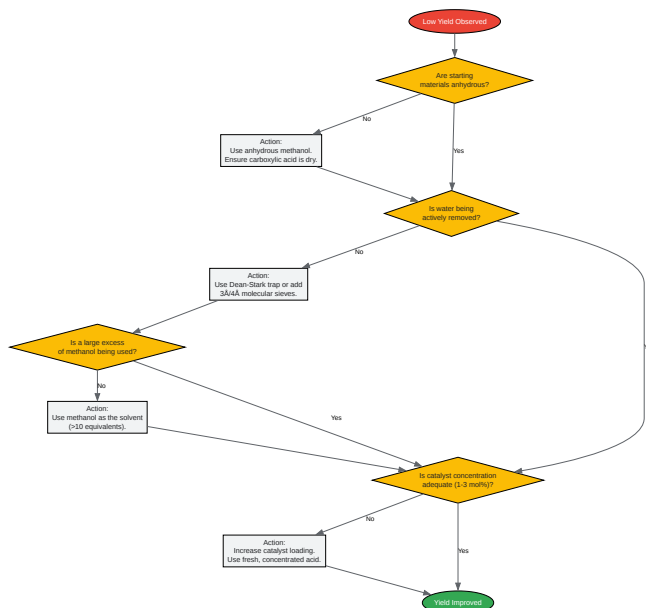 Low Yield Observed
Are starting
materials anhydrous?
No
Yes
Action:
Use anhydrous methanol.
Ensure carboxylic acid is dry.
Is water being
actively removed?
No
Action:
Use Dean-Stark trap or add
3Å/4Å molecular sieves.
Is a large excess
of methanol being used?
No
Yes
Action:
Use methanol as the solvent
(>10 equivalents).
Is catalyst concentration
adequate (1-3 mol%)?
No
Yes
Action:
Increase catalyst loading.
Use fresh, concentrated acid.
Yield Improved